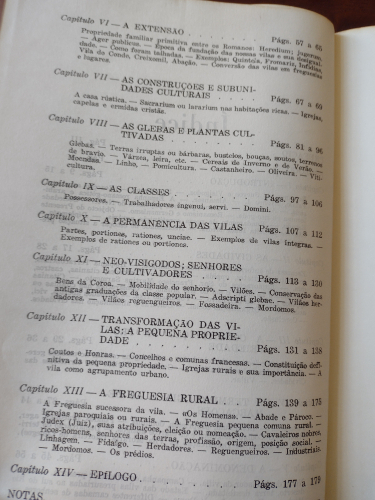 Capítulo VI — A EXTENSÃO . . . . Págs. 57 a 65
Propriedade familiar primitiva entre os Romanos: Heredium; jugerum.
— Ager publicus. — Época da fundação das nossas vilas e sua
— Como foram talhadas. — Exemplos: Quintela, Fromariz,
Vila do Conde, Creixomil, Abação. — Conversão das vilas em freguesias
e lugares.
Capítulo VII — AS CONSTRUÇÕES E SUBUNI-
DADES CULTURAIS . . . Págs. 67 a 69
A casa rústica. — Sacrarium ou lararium nas habitações ricas. — Igrejas,
capelas e ermidas cristãs.
Capítulo VIII — AS GLEBAS E PLANTAS CUL-
TIVADAS . . . . . Págs. 81 a 96
Glebas. — Terras irruptas ou bárbaras, bustelos, bouças, soutos, terrenos
de bravio. — Várzea, leira, etc. — Cereais de Inverno e de Verão. —
Moendas. — Linho. — Pomicultura. — Castanheiro. — Oliveira. — Viti-
cultura.
Capítulo IX — AS CLASSES . . . . Págs. 97 a 106
Possessores. — Trabalhadores ingenui, servi. — Domini.
Capítulo X — A PERMANÊNCIA DAS VILAS . Págs. 107 a 112
Partes, portiones, rationes, unciae. — Exemplos de vilas íntegras. —
Exemplos de rationes ou portiones.
Capítulo XI — NEO-VISIGODOS; SENHORES
E CULTIVADORES . . Págs. 113 a 130
Bens da Coroa. — Mobilidade do senhorio. — Vilões. — Conservação das
antigas graduações da classe popular. — Adscripti glebae. — Vilãos her-
dadores. — Vilãos reguengueiros. — Fossadeira. — Mordomos.
Capítulo XII — TRANSFORMAÇÃO DAS VI-
LAS: A PEQUENA PROPRIE-
DADE . . . . . . Págs. 131 a 138
Coutos e Honras. — Concelhos e comunas francesas. — Constituição defi-
nitiva da pequena propriedade. — Igrejas rurais e sua importância. — A
vila como agrupamento urbano.
Capítulo XIII — A FREGUESIA RURAL . . . Págs. 139 a 175
A Freguesia sucessora da vila. — «Os Homens». — Abade e Pároco. —
Igrejas paroquiais ou rurais. — A Freguesia pequena comuna rural. —
Judex (Juiz), suas atribuições, eleição ou nomeação. — Cavaleiros nobres,
ricos-homens, senhores das terras, profissão, origem, posição social. —
Linhagem. — Fidalgo. — Herdadores. — Reguengueiros. — Industriais.
— Mordomos. — Os prédios.
Capítulo XIV — EPÍLOGO . . . . . Págs. 177 a 179
NOTAS